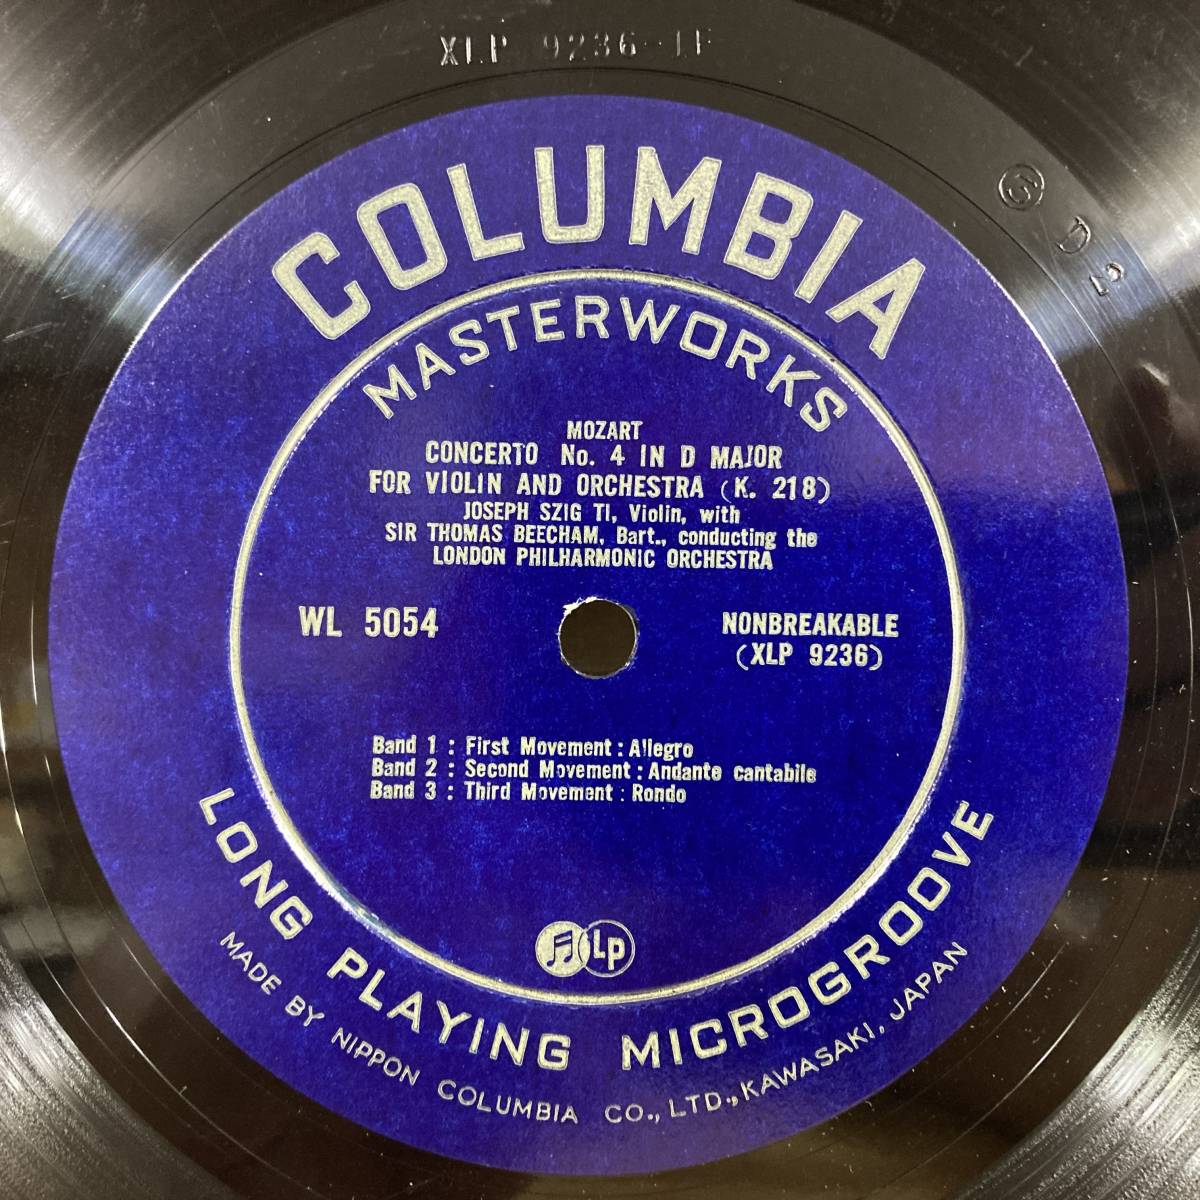 XLP 9236-1F
G D 2
COLUMBIA
MASTERWORKS
MOZART
CONCERTO No. 4 IN D MAJOR
FOR VIOLIN AND ORCHESTRA (K. 218)
JOSEPH SZIG TI, Violin, with
SIR THOMAS BEECHAM, Bart., conducting the
LONDON PHILHARMONIC ORCHESTRA
WL 5054
NONBREAKABLE
(XLP 9236)
Band 1 : First Movement : Allegro
Band 2 : Second Movement : Andante cantabile
Band 3 : Third Movement : Rondo
Lp
LONG PLAYING MICROGROOVE
MADE BY NIPPON COLUMBIA CO., LTD., KAWASAKI, JAPAN